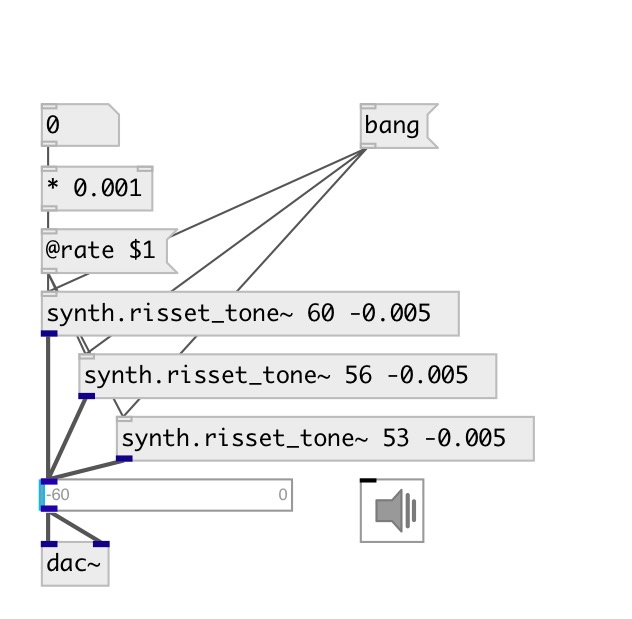 0
bang
* 0.001
@rate $1
synth.risset_tone~ 60 -0.005
synth.risset_tone~ 56 -0.005
synth.risset_tone~ 53 -0.005
-60 0
dac~